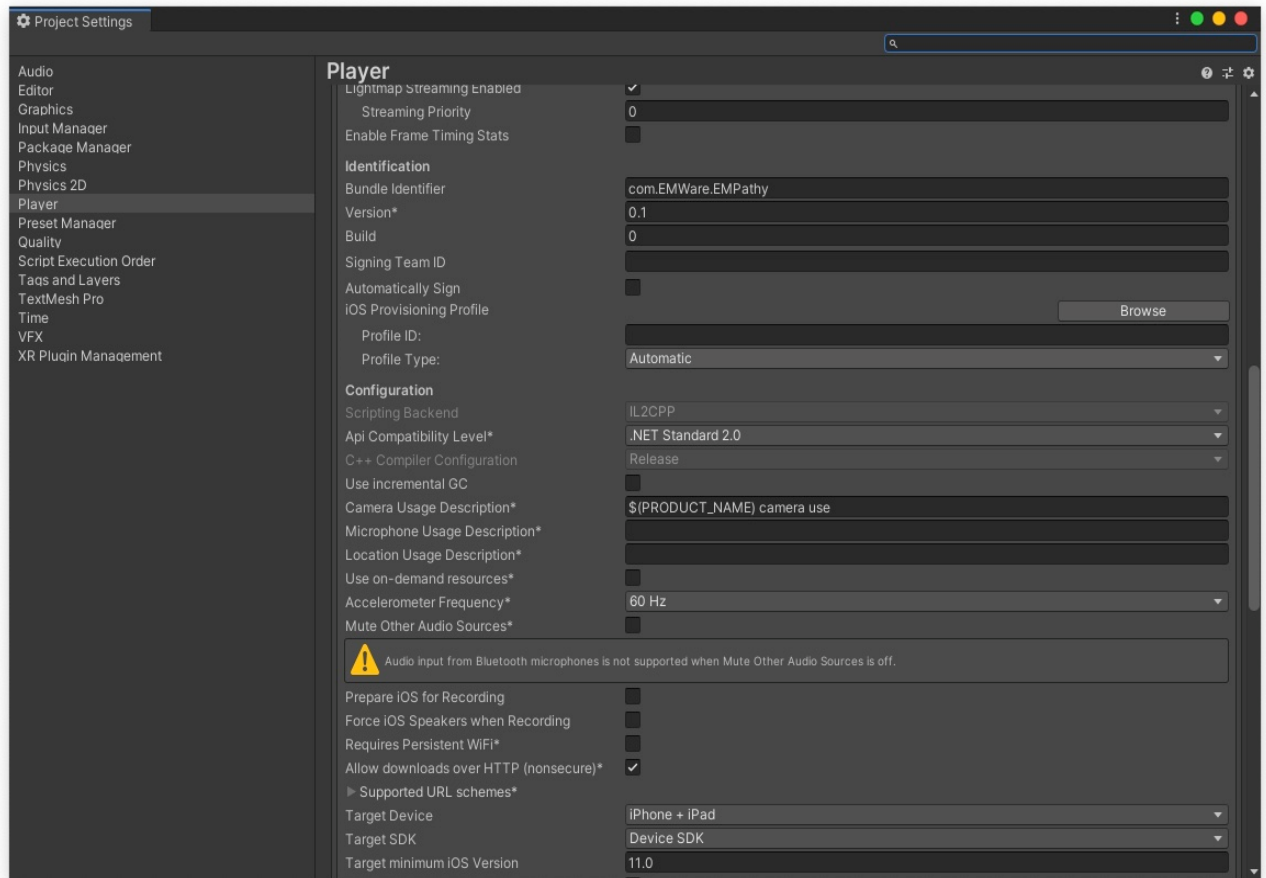 Project Settings
Audio
Editor
Graphics
Input Manager
Package Manager
Physics
Physics 2D
Player
Preset Manager
Quality
Script Execution Order
Tags and Layers
TextMesh Pro
Time
VFX
XR Plugin Management
Player
Lightmap Streaming Enabled
Streaming Priority 0
Enable Frame Timing Stats
Identification
Bundle Identifier com.EMWare.EMPathy
Version* 0.1
Build 0
Signing Team ID
Automatically Sign
iOS Provisioning Profile Browse
Profile ID:
Profile Type: Automatic
Configuration
Scripting Backend IL2CPP
Api Compatibility Level* .NET Standard 2.0
C++ Compiler Configuration Release
Use incremental GC
Camera Usage Description* $(PRODUCT_NAME) camera use
Microphone Usage Description*
Location Usage Description*
Use on-demand resources*
Accelerometer Frequency* 60 Hz
Mute Other Audio Sources*
Audio input from Bluetooth microphones is not supported when Mute Other Audio Sources is off.
Prepare iOS for Recording
Force iOS Speakers when Recording
Requires Persistent WiFi*
Allow downloads over HTTP (nonsecure)*
Supported URL schemes*
Target Device iPhone + iPad
Target SDK Device SDK
Target minimum iOS Version 11.0